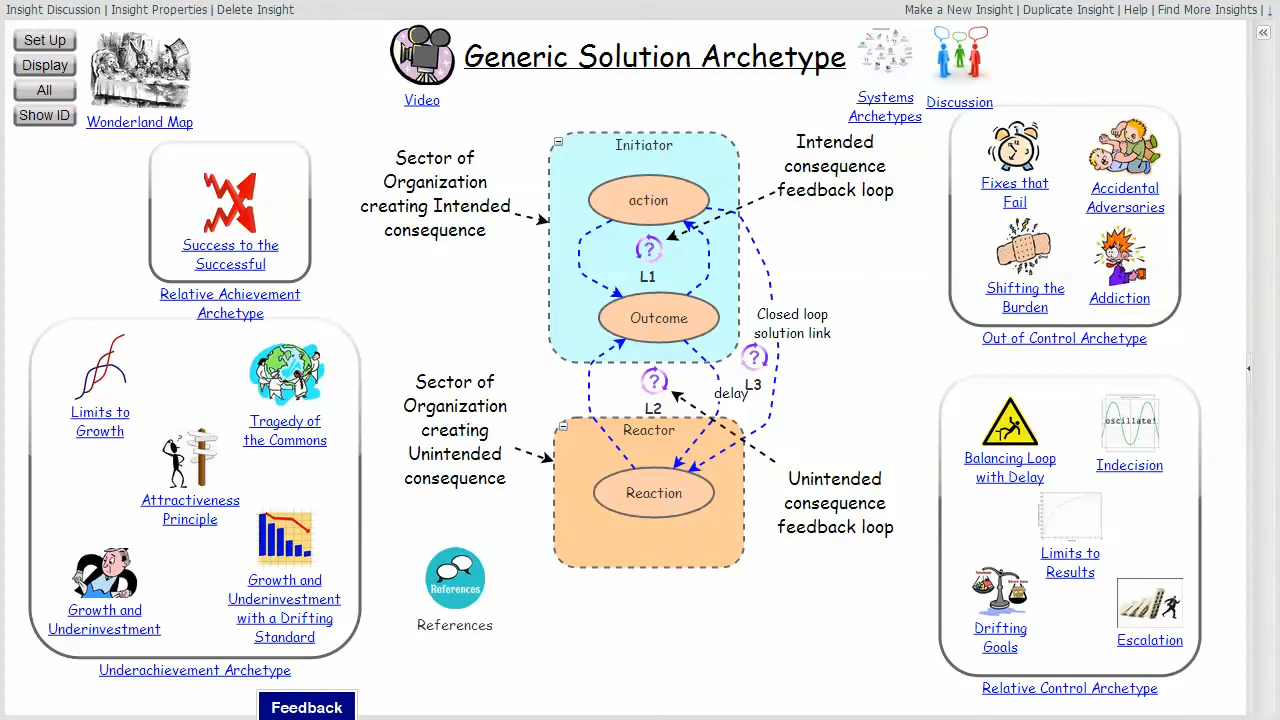 Insight Discussion | Insight Properties | Delete Insight
Make a New Insight | Duplicate Insight | Help | Find More Insights | ↓
Set Up
Display
All
Show ID
Wonderland Map
Video
Generic Solution Archetype
Systems
Archetypes
Discussion
Success to the
Successful
Relative Achievement
Archetype
Limits to
Growth
Tragedy of
the Commons
Attractiveness
Principle
Growth and
Underinvestment
Growth and
Underinvestment
with a Drifting
Standard
Underachievement Archetype
Feedback
Sector of
Organization
creating Intended
consequence
Sector of
Organization
creating
Unintended
consequence
References
References
Initiator
action
L1
Outcome
L2
delay
L3
Closed loop
solution link
Reactor
Reaction
Intended
consequence
feedback loop
Unintended
consequence
feedback loop
Fixes that
Fail
Accidental
Adversaries
Shifting the
Burden
Addiction
Out of Control Archetype
Balancing Loop
with Delay
oscillate!
Indecision
Limits to
Results
Drifting
Goals
Escalation
Relative Control Archetype